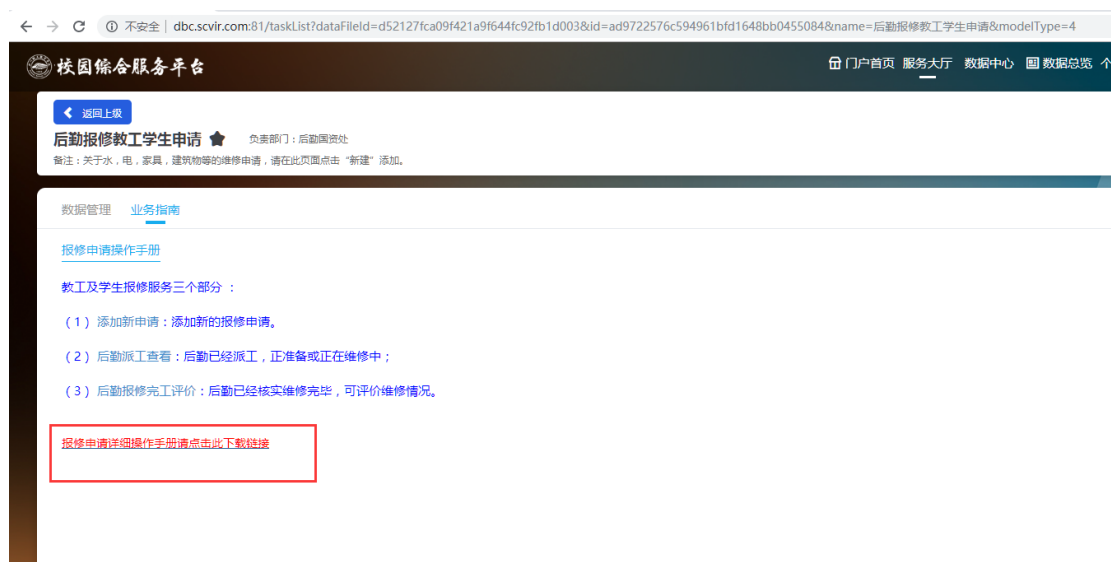 不安全 | dbc.scvir.com:81/taskList?dataFileId=d52127fca09f421a9f644fc92fb1d003&id=ad9722576c594961bfd1648bb0455084&name=后勤报修教工学生申请&modelType=4
校园综合服务平台
门户首页 服务大厅 数据中心 数据总览 个
返回上级
后勤报修教工学生申请 负责部门:后勤国资处
备注:关于水,电,家具,建筑物等的维修申请,请在此页面点击“新建”添加。
数据管理 业务指南
报修申请操作手册
教工及学生报修服务三个部分 :
(1)添加新申请:添加新的报修申请。
(2)后勤派工查看:后勤已经派工,正准备或正在维修中;
(3)后勤报修完工评价:后勤已经核实维修完毕,可评价维修情况。
报修申请详细操作手册请点击此下载链接